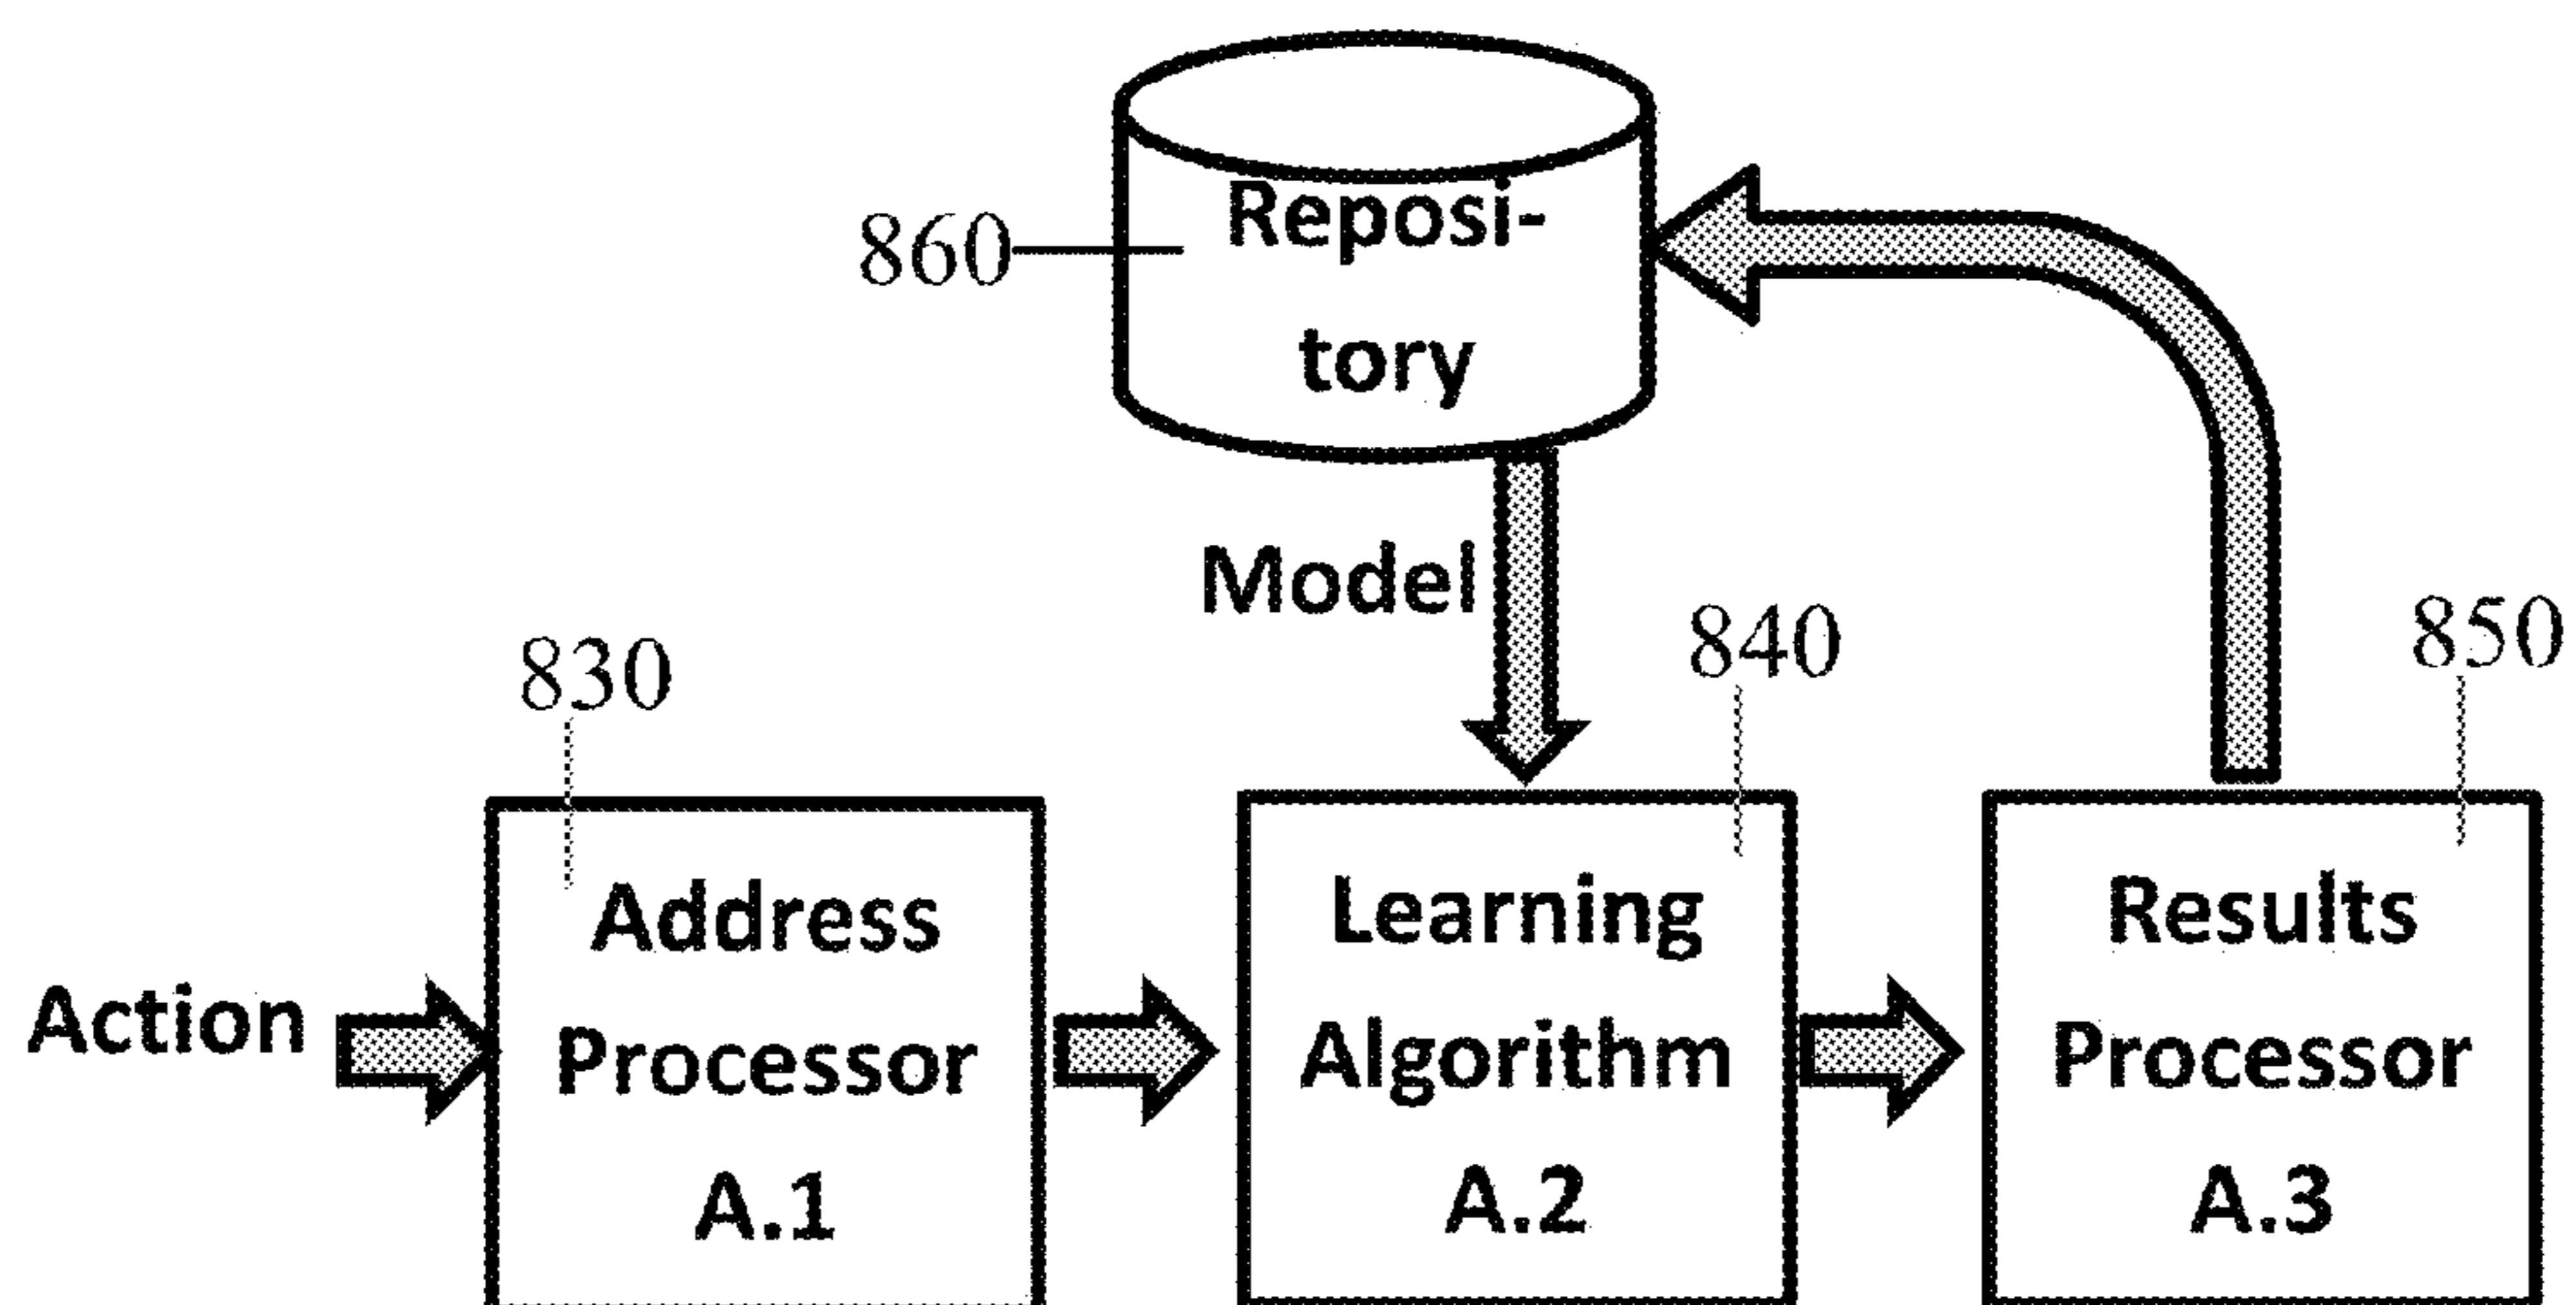 Reposi-
tory
860
Model
830
840
850
Action
Address
Processor
A.1
Learning
Algorithm
A.2
Results
Processor
A.3